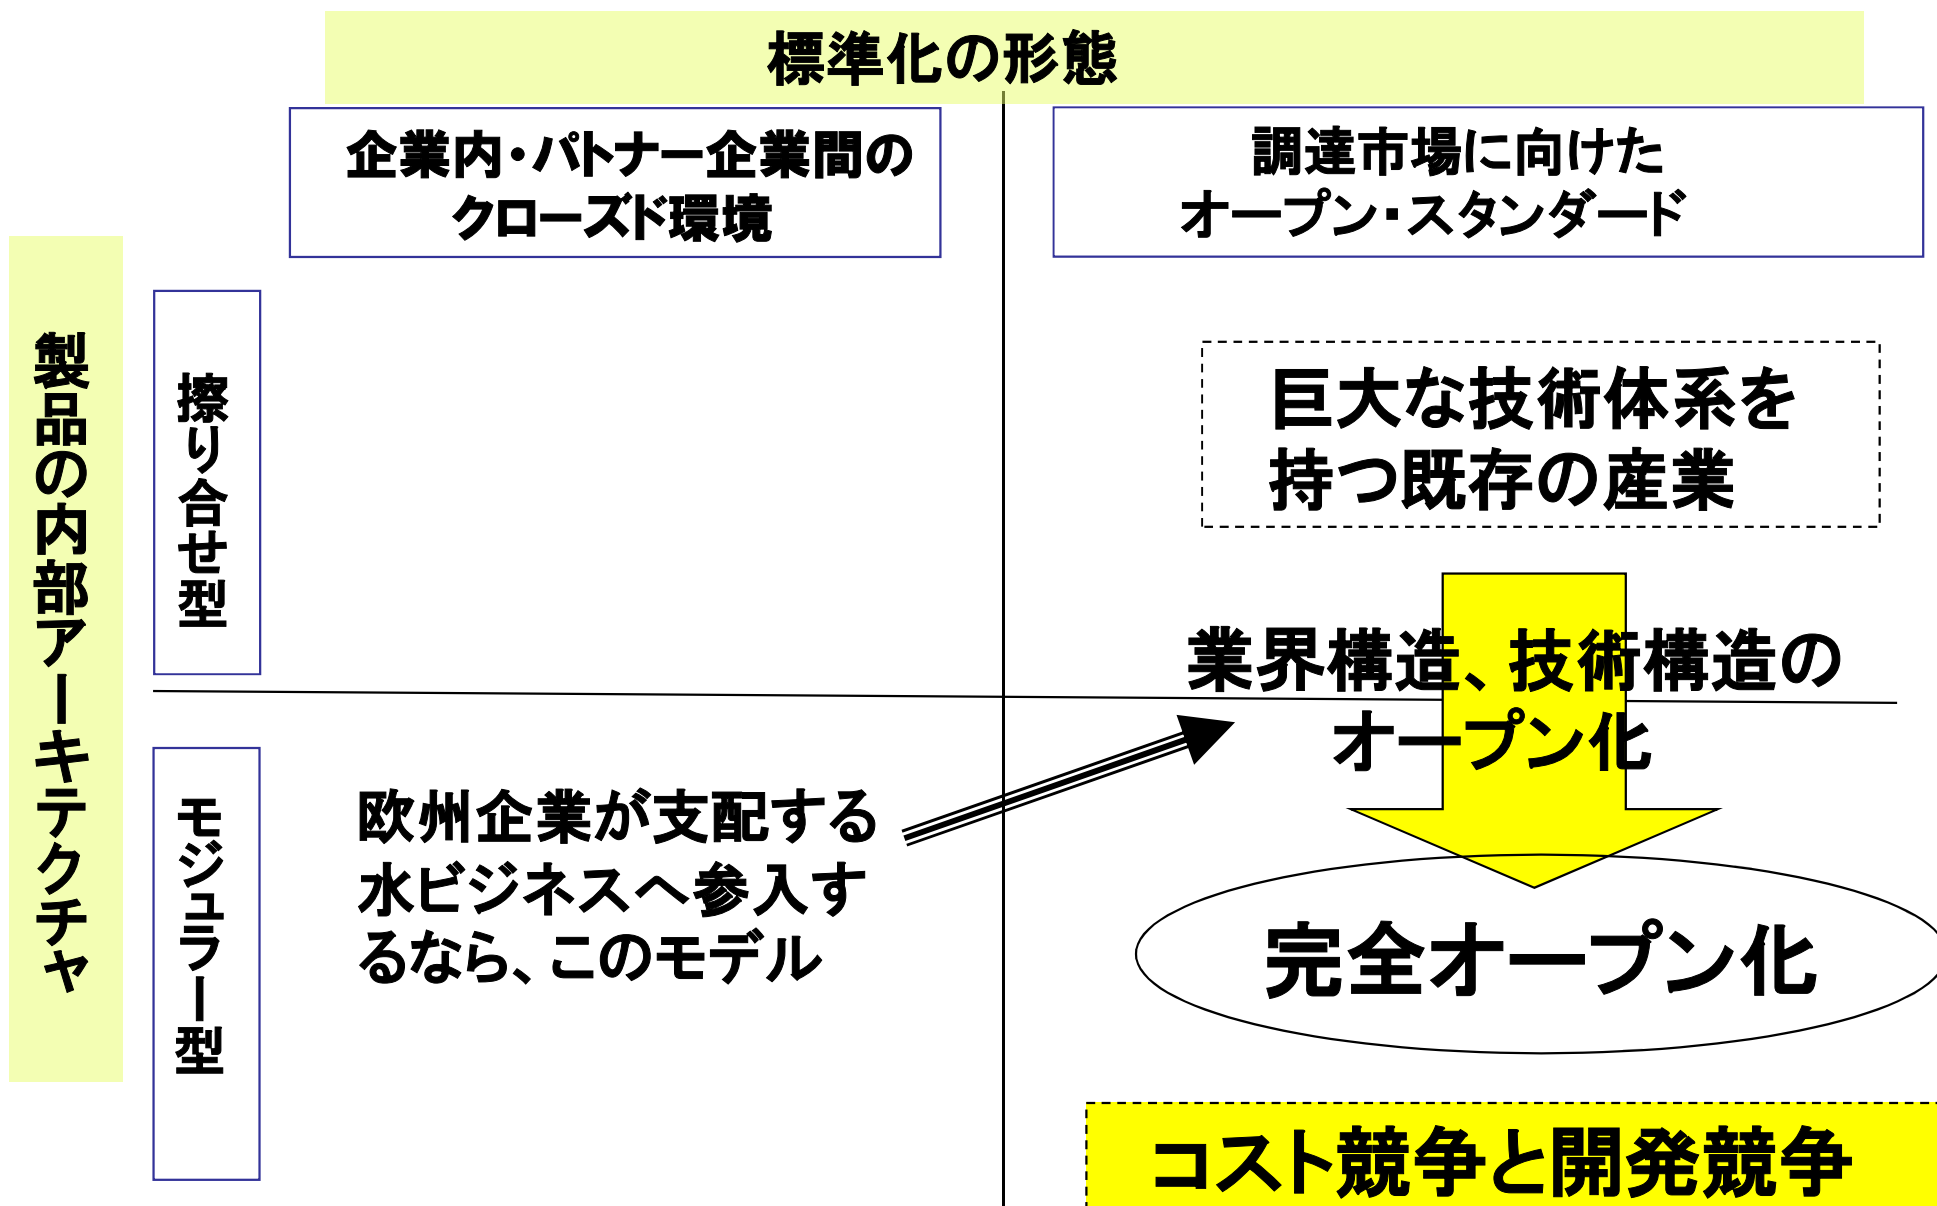 標準化の形態
企業内・パトナー企業間の
クローズド環境
調達市場に向けた
オープン・スタンダード
製品の内部アーキテクチャ
擦り合せ型
巨大な技術体系を
持つ既存の産業
業界構造、技術構造の
オープン化
モジュラー型
欧州企業が支配する
水ビジネスへ参入す
るなら、このモデル
完全オープン化
コスト競争と開発競争